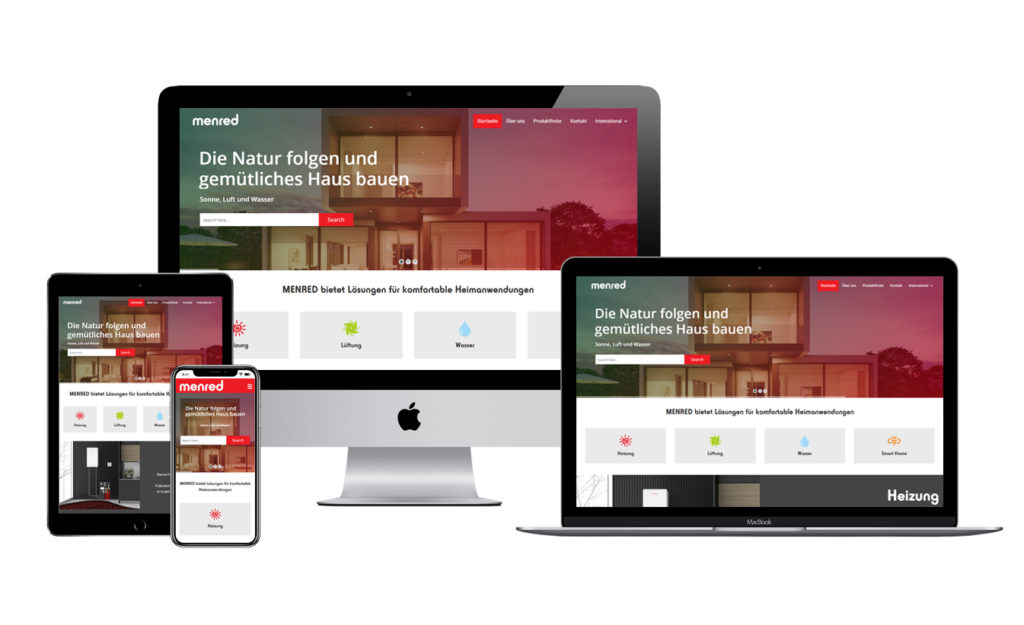 menred
Startseite Über uns Produktfinder Kontakt International
Die Natur folgen und
gemütliches Haus bauen
Sonne, Luft und Wasser
Search here... Search
MENRED bietet Lösungen für komfortable Heimanwendungen
eizung Lüftung Wasser
menred
Startseite Über uns Produktfinder Kontakt International
Die Natur folgen und
gemütliches Haus bauen
Sonne, Luft und Wasser
Search here... Search
MENRED bietet Lösungen für komfortable Heimanwendungen
Heizung Lüftung Wasser Smart Home
Heizung
MacBook
menred
Startseite Über uns Produktfinder Kontakt International
Die Natur folgen und
gemütliches Haus bauen
Sonne, Luft und Wasser
Search here... Search
MENRED bietet Lösungen für komfortable H
Heizung Lüftung Wasser
menred
Die Natur folgen und
gemütliches Haus bauen
Sonne, Luft und Wasser
Search here... Search
MENRED bietet Lösungen für komfortable
Heimanwendungen
Heizung